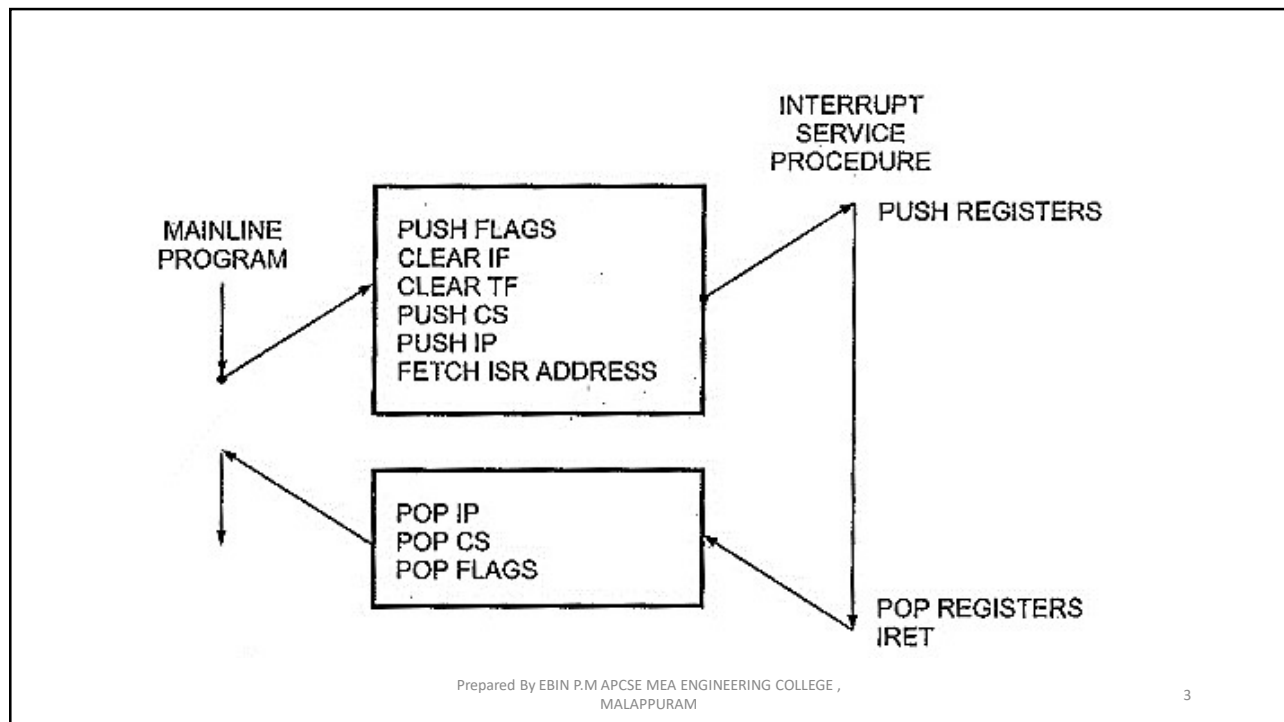 MAINLINE
PROGRAM
PUSH FLAGS
CLEAR IF
CLEAR TF
PUSH CS
PUSH IP
FETCH ISR ADDRESS
INTERRUPT
SERVICE
PROCEDURE
PUSH REGISTERS
POP IP
POP CS
POP FLAGS
POP REGISTERS
IRET
Prepared By EBIN P.M APCSE MEA ENGINEERING COLLEGE ,
MALAPPURAM
3